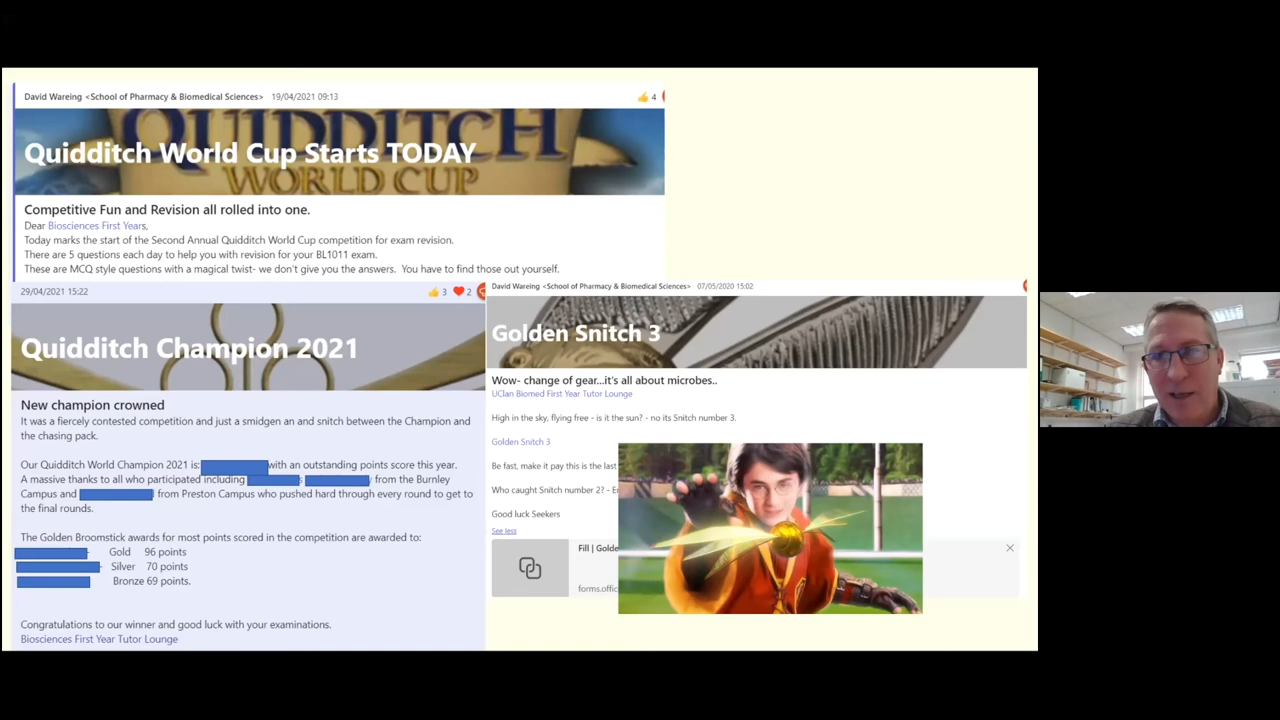 David Wareing <School of Pharmacy & Biomedical Sciences> 19/04/2021 09:13
4
QUIDDITCH
WORLD CUP
Quidditch World Cup Starts TODAY
Competitive Fun and Revision all rolled into one.
Dear Biosciences First Years,
Today marks the start of the Second Annual Quidditch World Cup competition for exam revision.
There are 5 questions each day to help you with revision for your BL1011 exam.
These are MCQ style questions with a magical twist- we don't give you the answers. You have to find those out yourself.
29/04/2021 15:22
3 2
Quidditch Champion 2021
New champion crowned
It was a fiercely contested competition and just a smidgen an and snitch between the Champion and
the chasing pack.
Our Quidditch World Champion 2021 is: with an outstanding points score this year.
A massive thanks to all who participated including from the Burnley
Campus and from Preston Campus who pushed hard through every round to get to
the final rounds.
The Golden Broomstick awards for most points scored in the competition are awarded to:
Gold 96 points
Silver 70 points
Bronze 69 points.
Congratulations to our winner and good luck with your examinations.
Biosciences First Year Tutor Lounge
David Wareing <School of Pharmacy & Biomedical Sciences> 07/05/2020 15:02
Golden Snitch 3
Wow- change of gear...it's all about microbes..
UClan Biomed First Year Tutor Lounge
High in the sky, flying free - is it the sun? - no its Snitch number 3.
Golden Snitch 3
Be fast, make it pay this is the last
Who caught Snitch number 2? -
Good luck Seekers
See less
Fill | Golde
forms.offic